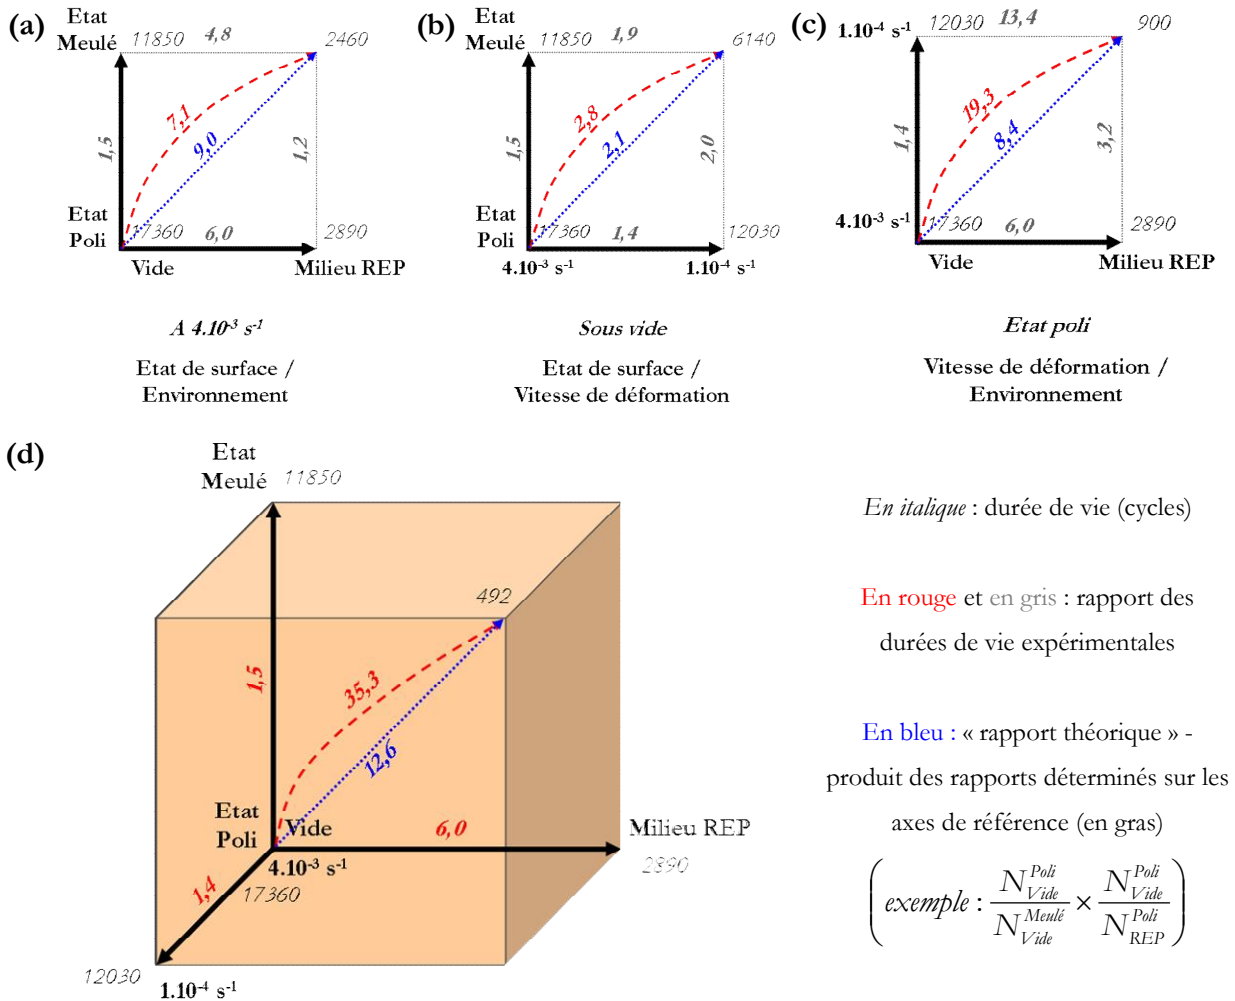 (a)
Etat
Meulé
11850
4,8
2460
7,1
9,0
1,5
1,2
Etat
Poli
17360
6,0
2890
Vide
Milieu REP
A 4.10-3 s-1
Etat de surface /
Environnement
(b)
Etat
Meulé
11850
1,9
6140
2,8
2,1
1,5
2,0
Etat
Poli
17360
1,4
12030
4.10-3 s-1
1.10-4 s-1
Sous vide
Etat de surface /
Vitesse de déformation
(c)
1.10-4 s-1
12030
13,4
900
19,3
8,4
1,4
3,2
4.10-3 s-1
17360
6,0
2890
Vide
Milieu REP
Etat poli
Vitesse de déformation /
Environnement
(d)
Etat
Meulé
11850
492
1,5
35,3
12,6
Etat
Poli
Vide
6,0
Milieu REP
4.10-3 s-1
2890
1,4
17360
12030
1.10-4 s-1
En italique : durée de vie (cycles)
En rouge et en gris : rapport des
durées de vie expérimentales
En bleu : « rapport théorique » -
produit des rapports déterminés sur les
axes de référence (en gras)
(exemple : N Poli Vide / N Meulé Vide × N Poli Vide / N Poli REP)